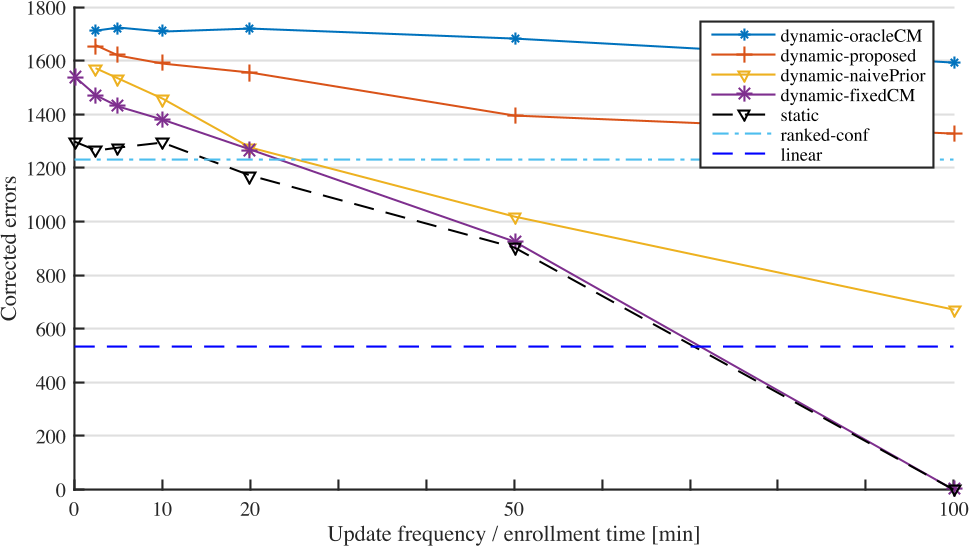 1800
1600
1400
1200
1000
800
600
400
200
0
Corrected errors
dynamic-oracleCM
dynamic-proposed
dynamic-naivePrior
dynamic-fixedCM
static
ranked-conf
linear
0 10 20 50 100
Update frequency / enrollment time [min]